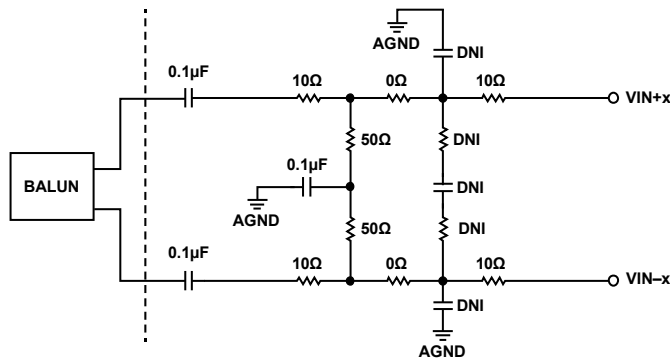 AGND
DNI
0.1µF
10Ω
0Ω
10Ω
VIN+x
50Ω
DNI
BALUN
0.1µF
DNI
AGND
50Ω
DNI
0.1µF
10Ω
0Ω
10Ω
VIN–x
DNI
AGND